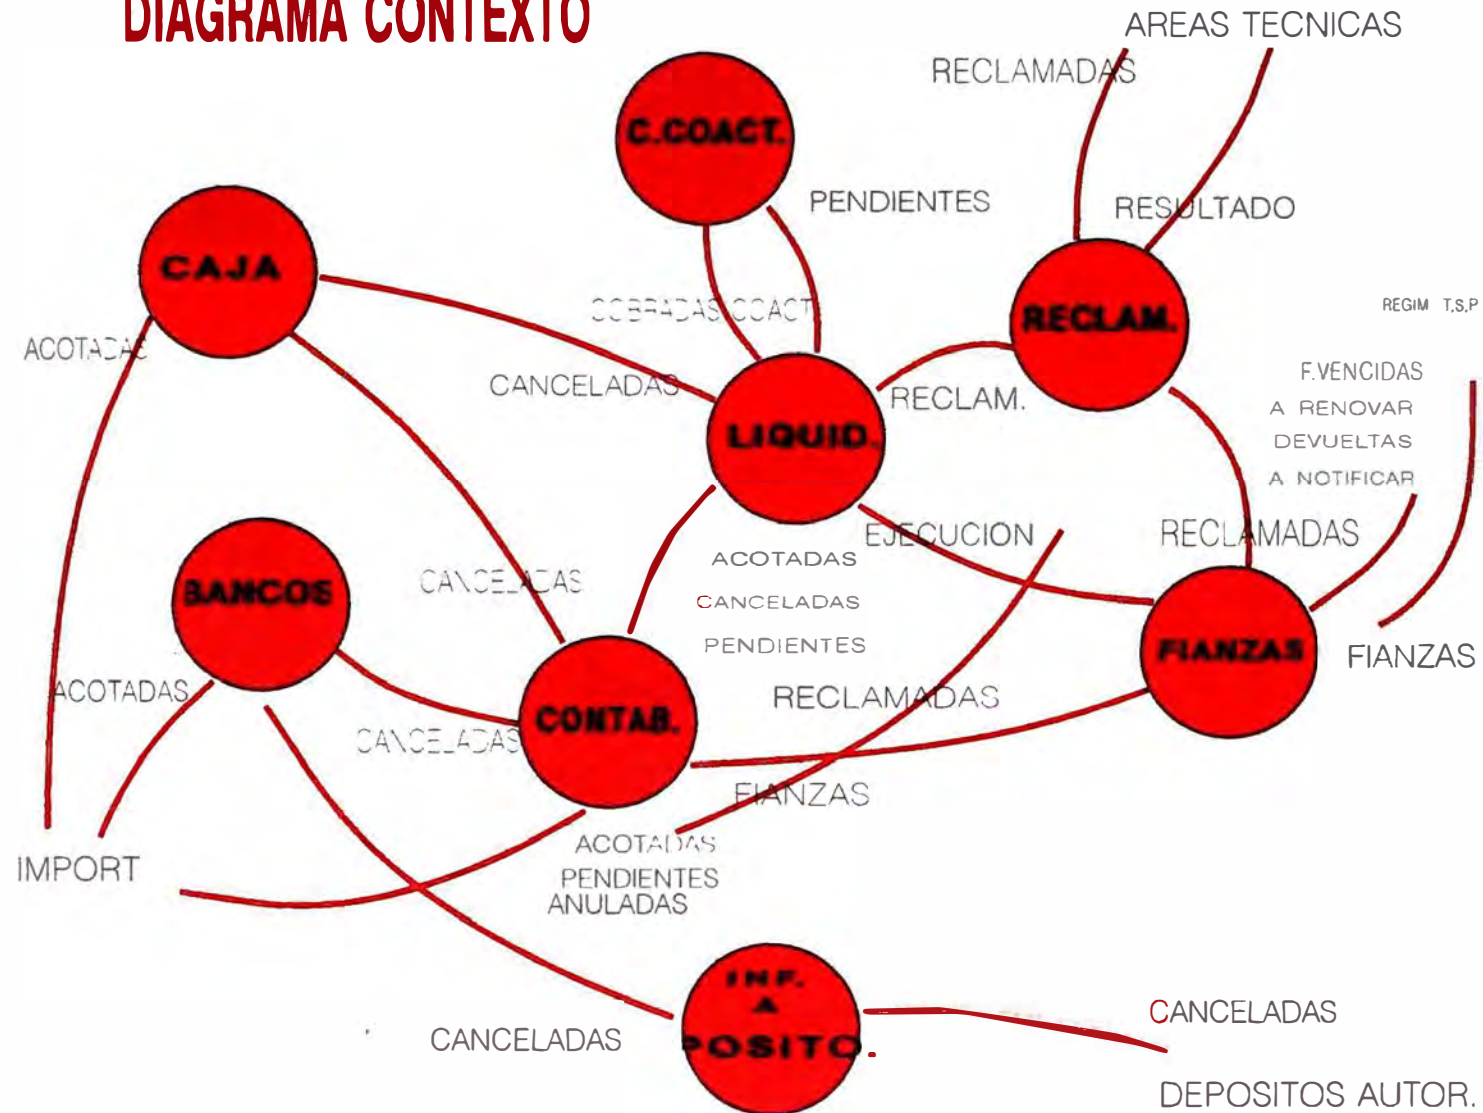 DIAGRAMA CONTEXTO
AREAS TECNICAS
RECLAMADAS
C.COACT.
PENDIENTES
RESULTADO
CAJA
COBRADAS COACT
RECLAM.
REGIM T.S.P
ACOTADAS
CANCELADAS
RECLAM.
F.VENCIDAS
A RENOVAR
DEVUELTAS
A NOTIFICAR
LIQUID.
EJECUCION
RECLAMADAS
ACOTADAS
CANCELADAS
PENDIENTES
CANCELADAS
BANCOS
FIANZAS
FIANZAS
ACOTADAS
RECLAMADAS
CONTAB.
CANCELADAS
FIANZAS
IMPORT
ACOTADAS
PENDIENTES
ANULADAS
INF.
A
POSITO.
CANCELADAS
CANCELADAS
DEPOSITOS AUTOR.